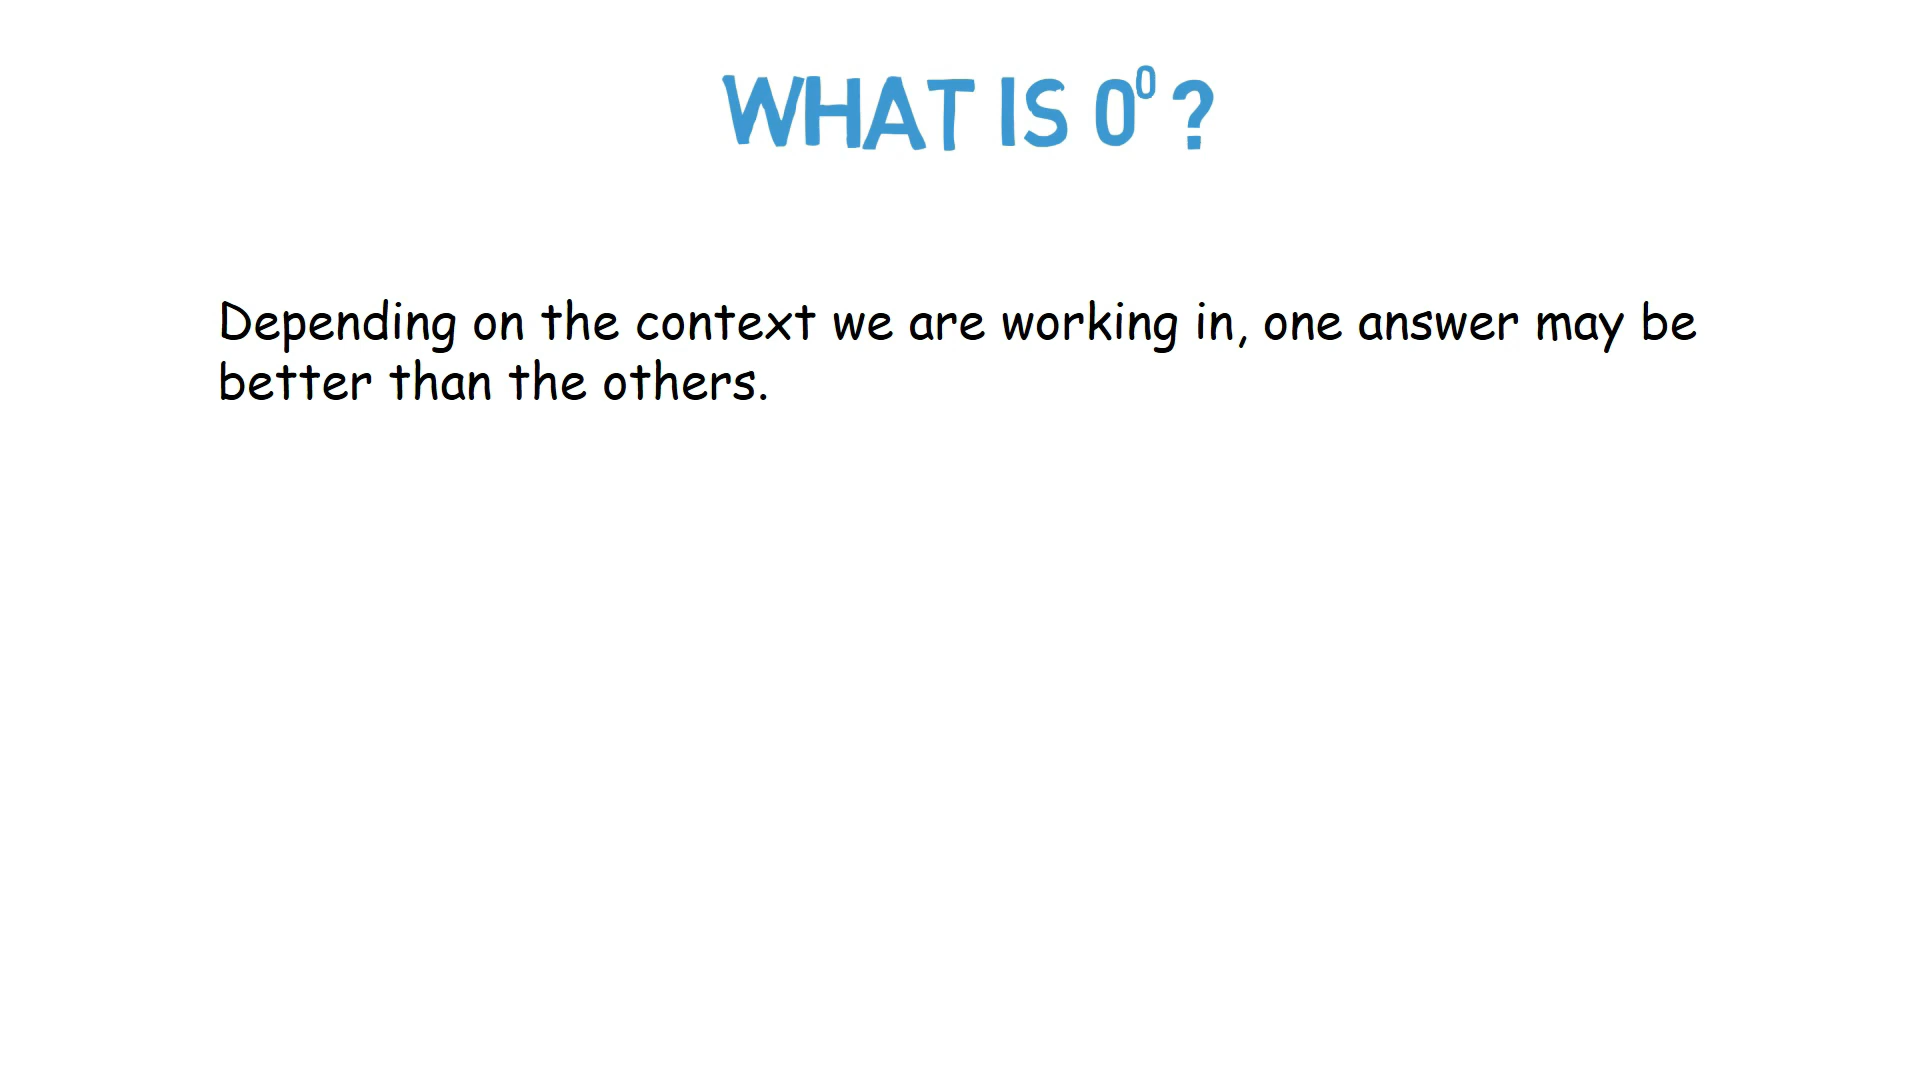 WHAT IS 0⁰ ?
Depending on the context we are working in, one answer may be
better than the others.